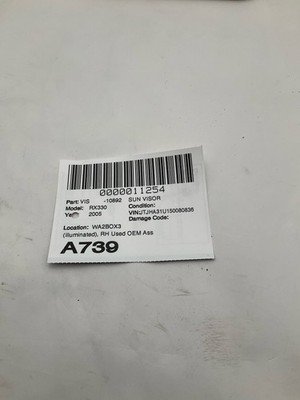 0000011254
Part: VIS -10892 SUN VISOR
Model: RX330 Condition:
Year: 2005 VIN:JTJHA31U150080836
Damage Code:
Location: WA2BOX3
(illuminated), RH Used OEM Ass
A739